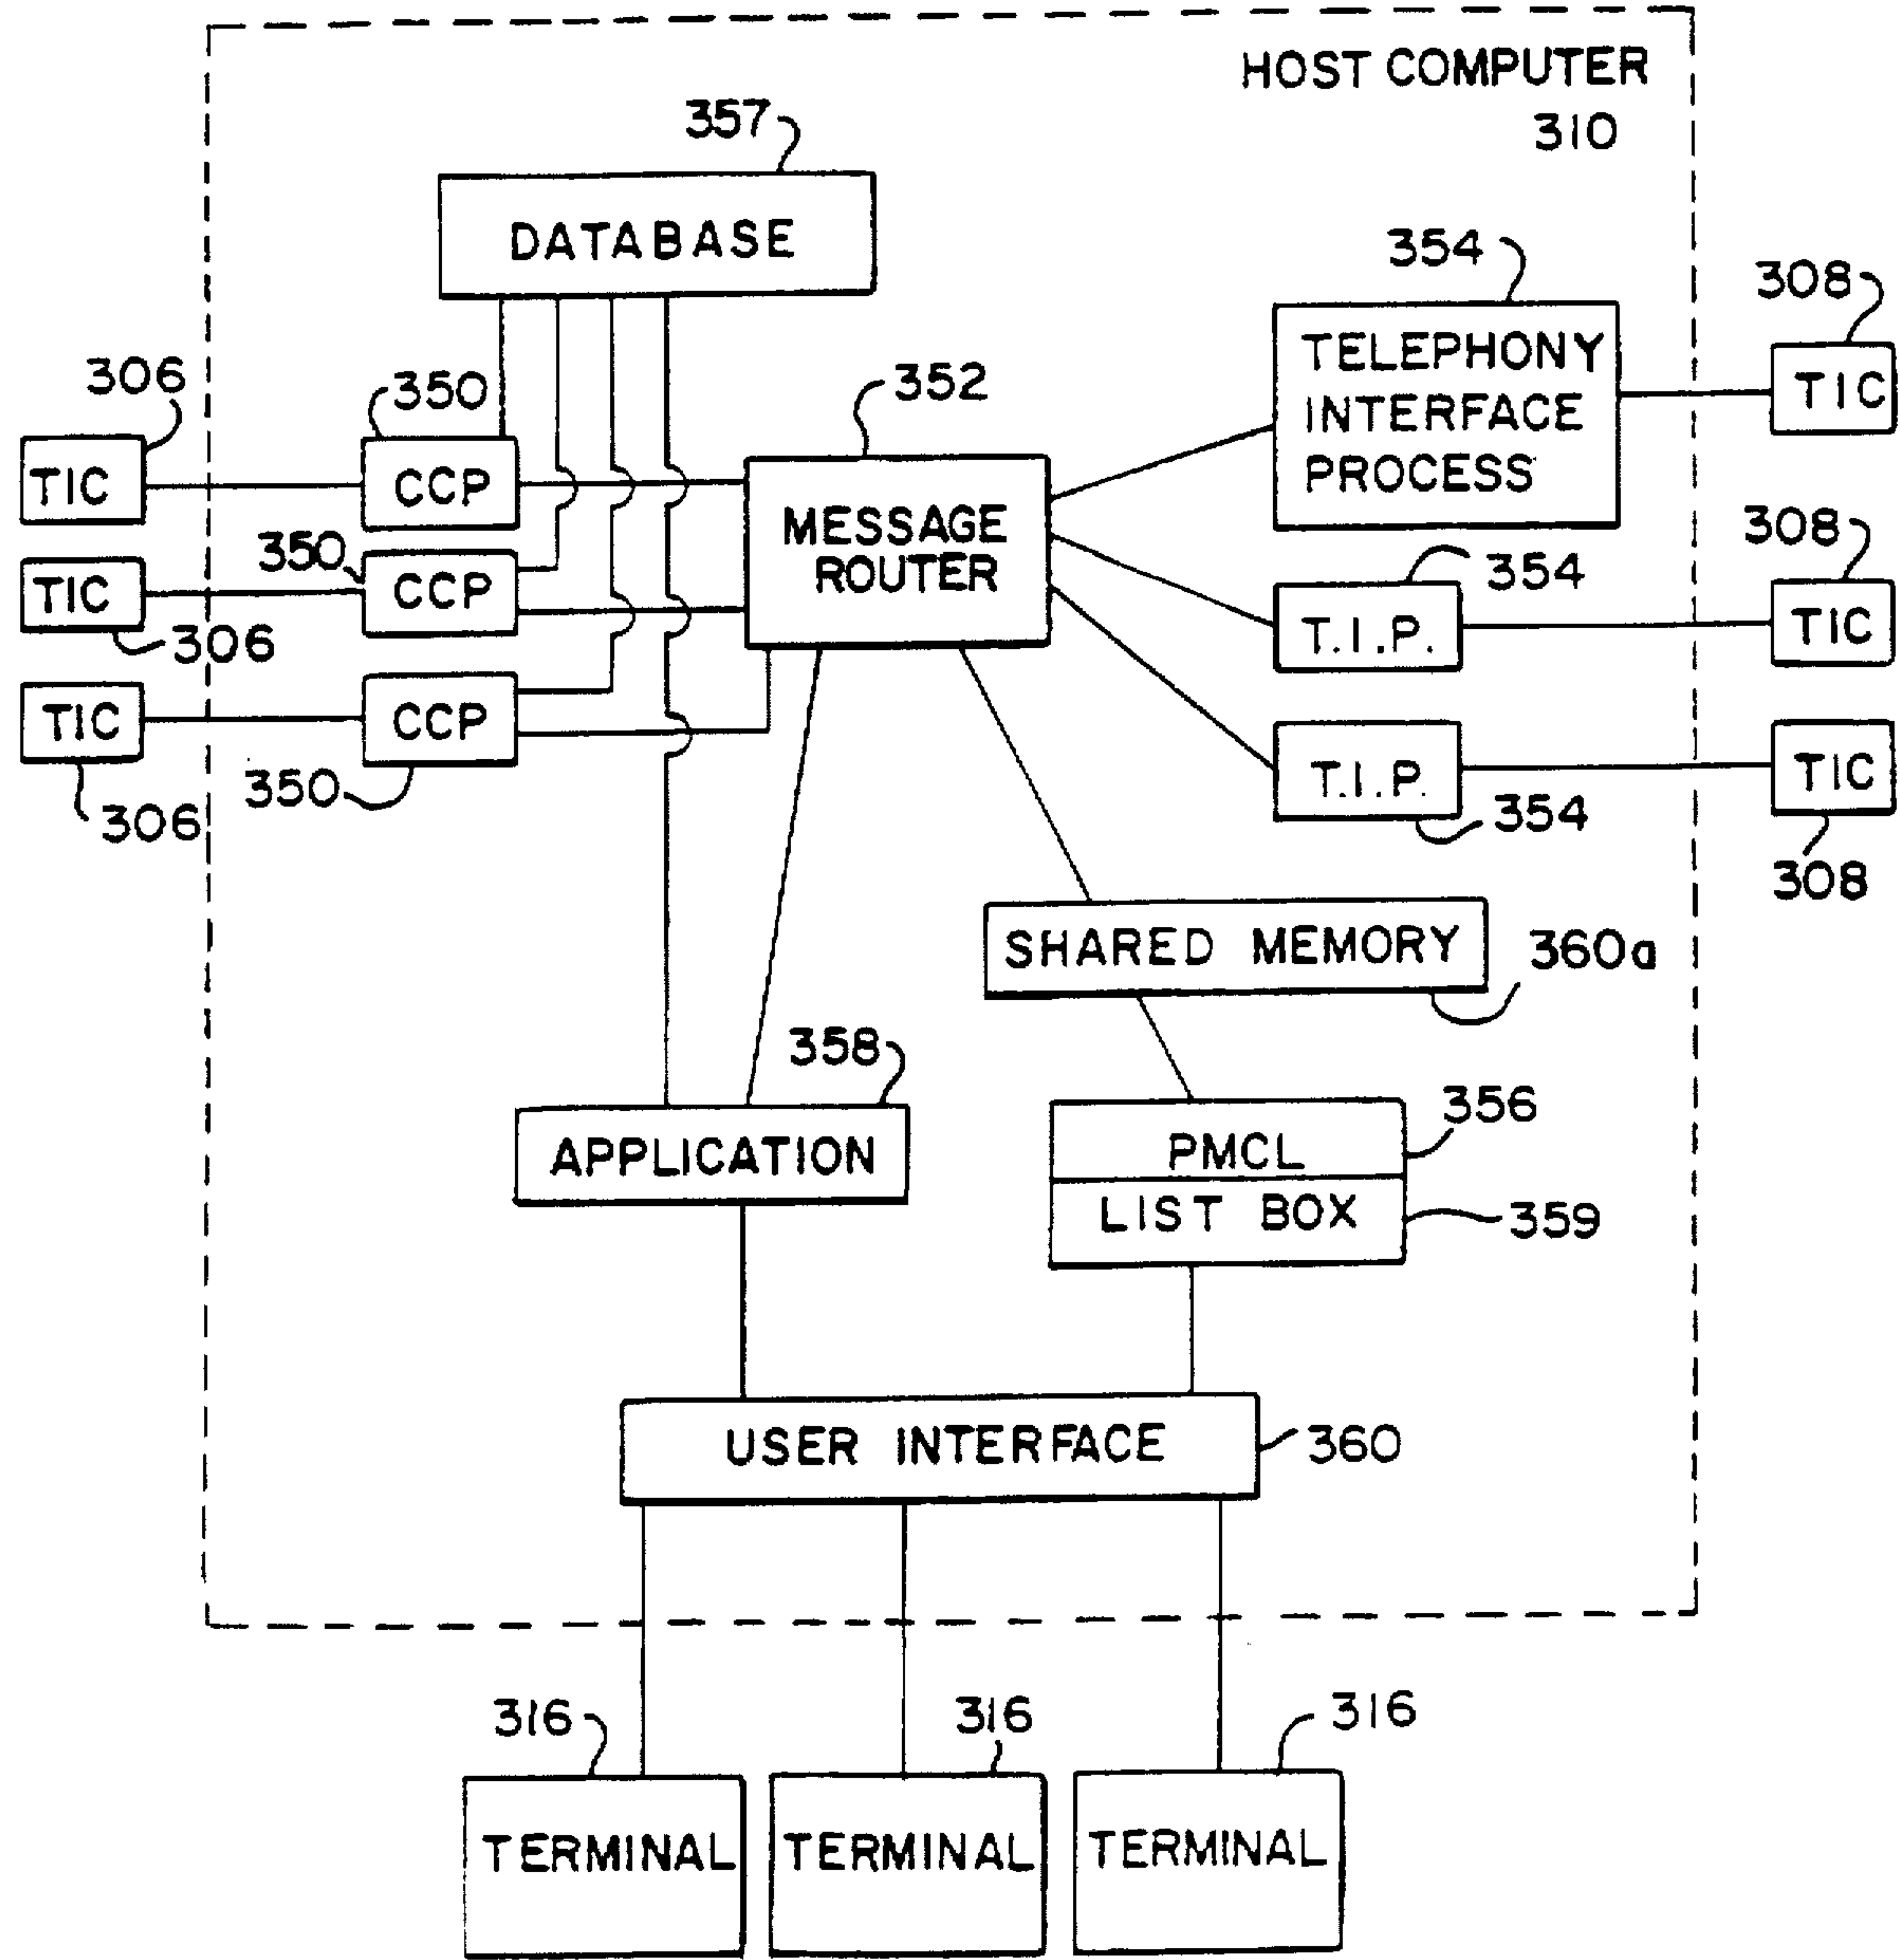 HOST COMPUTER
310
357
DATABASE
354
308
TELEPHONY
INTERFACE
PROCESS
TIC
306
350
352
TIC
CCP
MESSAGE
ROUTER
308
350
354
TIC
CCP
T.I.P.
TIC
306
TIC
CCP
T.I.P.
TIC
306
350
354
308
SHARED MEMORY
360a
358
356
APPLICATION
PMCL
LIST BOX
359
USER INTERFACE
360
316
316
316
TERMINAL
TERMINAL
TERMINAL